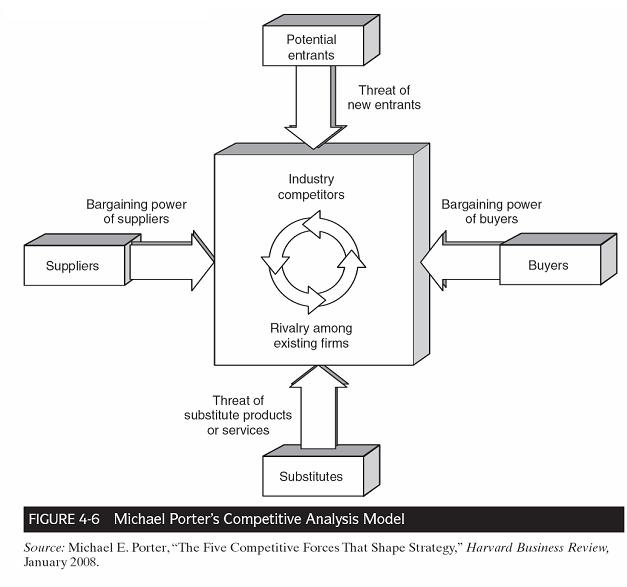 Potential
entrants
Threat of
new entrants
Industry
competitors
Bargaining power
of suppliers
Bargaining power
of buyers
Suppliers
Buyers
Rivalry among
existing firms
Threat of
substitute products
or services
Substitutes
FIGURE 4-6 Michael Porter's Competitive Analysis Model
Source: Michael E. Porter, “The Five Competitive Forces That Shape Strategy,” Harvard Business Review,
January 2008.